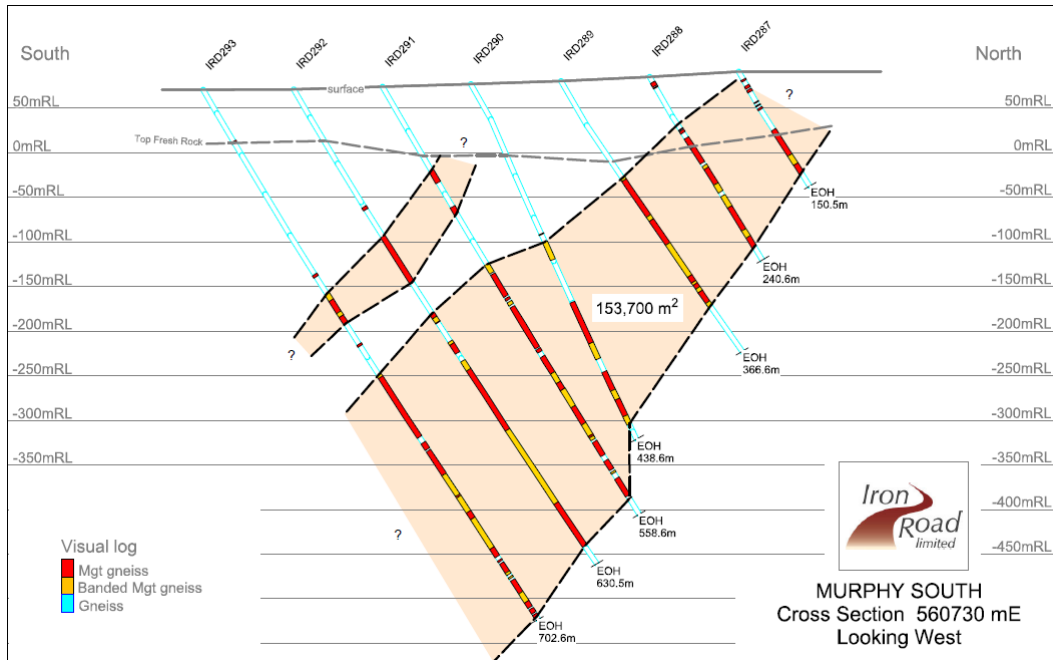 South
IRD293
IRD292
IRD291
IRD290
IRD289
IRD288
IRD287
North
surface
50mRL
50mRL
?
Top Fresh Rock
?
0mRL
0mRL
-50mRL
-50mRL
EOH
150.5m
-100mRL
-100mRL
EOH
240.6m
-150mRL
-150mRL
153,700 m²
-200mRL
-200mRL
?
EOH
366.6m
-250mRL
-250mRL
-300mRL
-300mRL
EOH
438.6m
-350mRL
-350mRL
-400mRL
EOH
558.6m
?
-450mRL
EOH
630.5m
EOH
702.6m
Visual log
Mgt gneiss
Banded Mgt gneiss
Gneiss
Iron
Road
limited
MURPHY SOUTH
Cross Section 560730 mE
Looking West